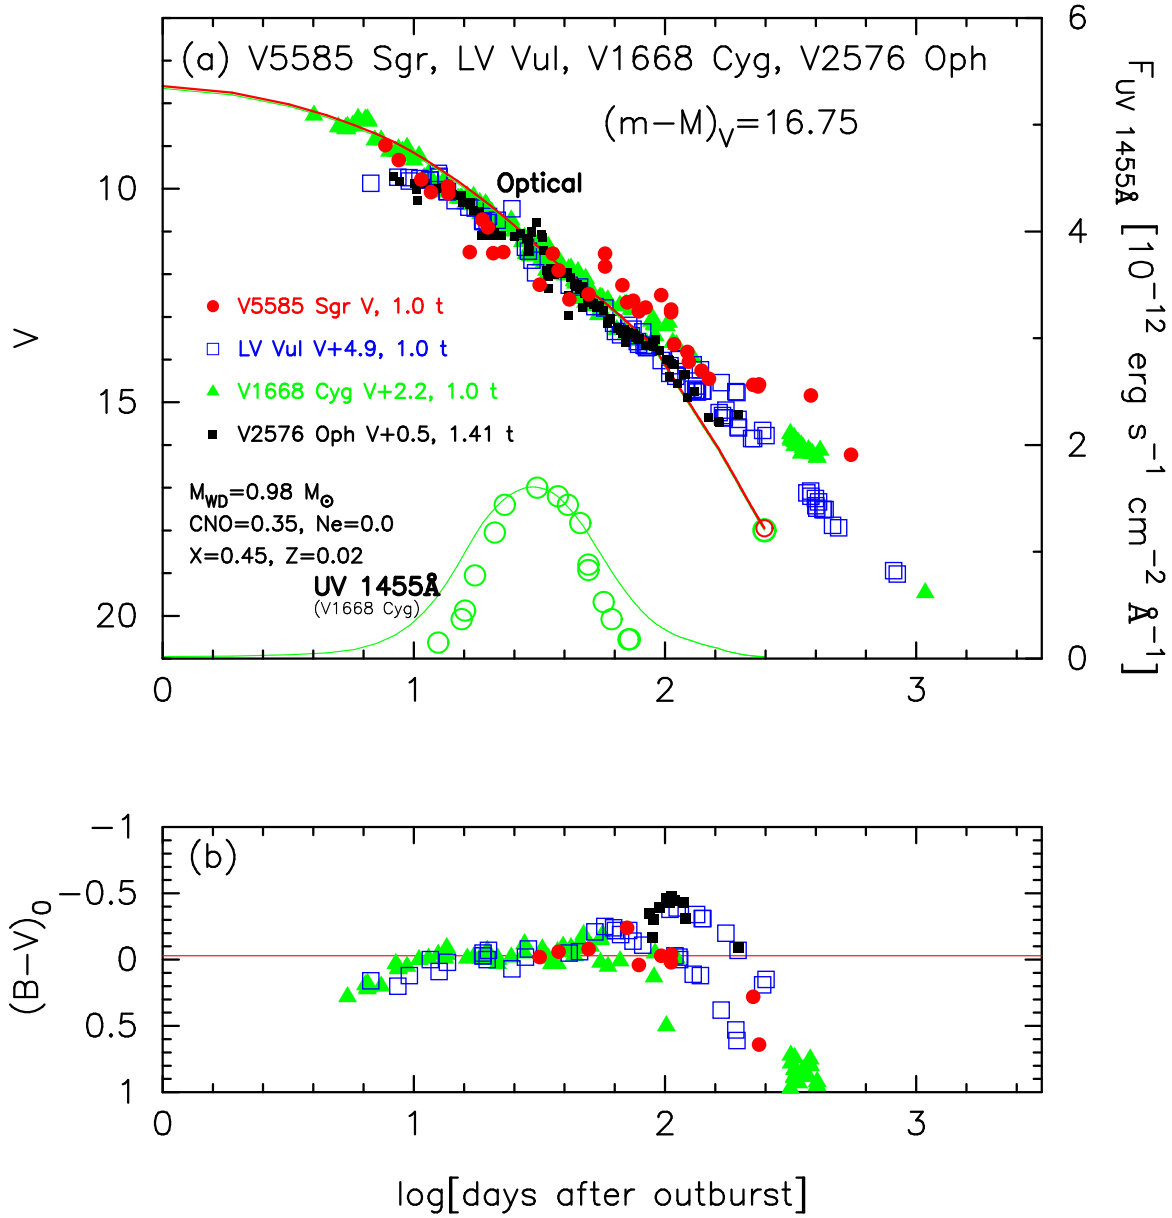 (a) V5585 Sgr, LV Vul, V1668 Cyg, V2576 Oph
(m−M)V=16.75
Optical
V5585 Sgr V, 1.0 t
LV Vul V+4.9, 1.0 t
V1668 Cyg V+2.2, 1.0 t
V2576 Oph V+0.5, 1.41 t
MWD=0.98 M⊙
CNO=0.35, Ne=0.0
X=0.45, Z=0.02
UV 1455Å
(V1668 Cyg)
V
10
15
20
0 1 2 3
6
4
2
0
FUV 1455Å [10−12 erg s−1 cm−2 Å−1]
(b)
(B−V)0
−1
−0.5
0
0.5
1
0 1 2 3
log[days after outburst]